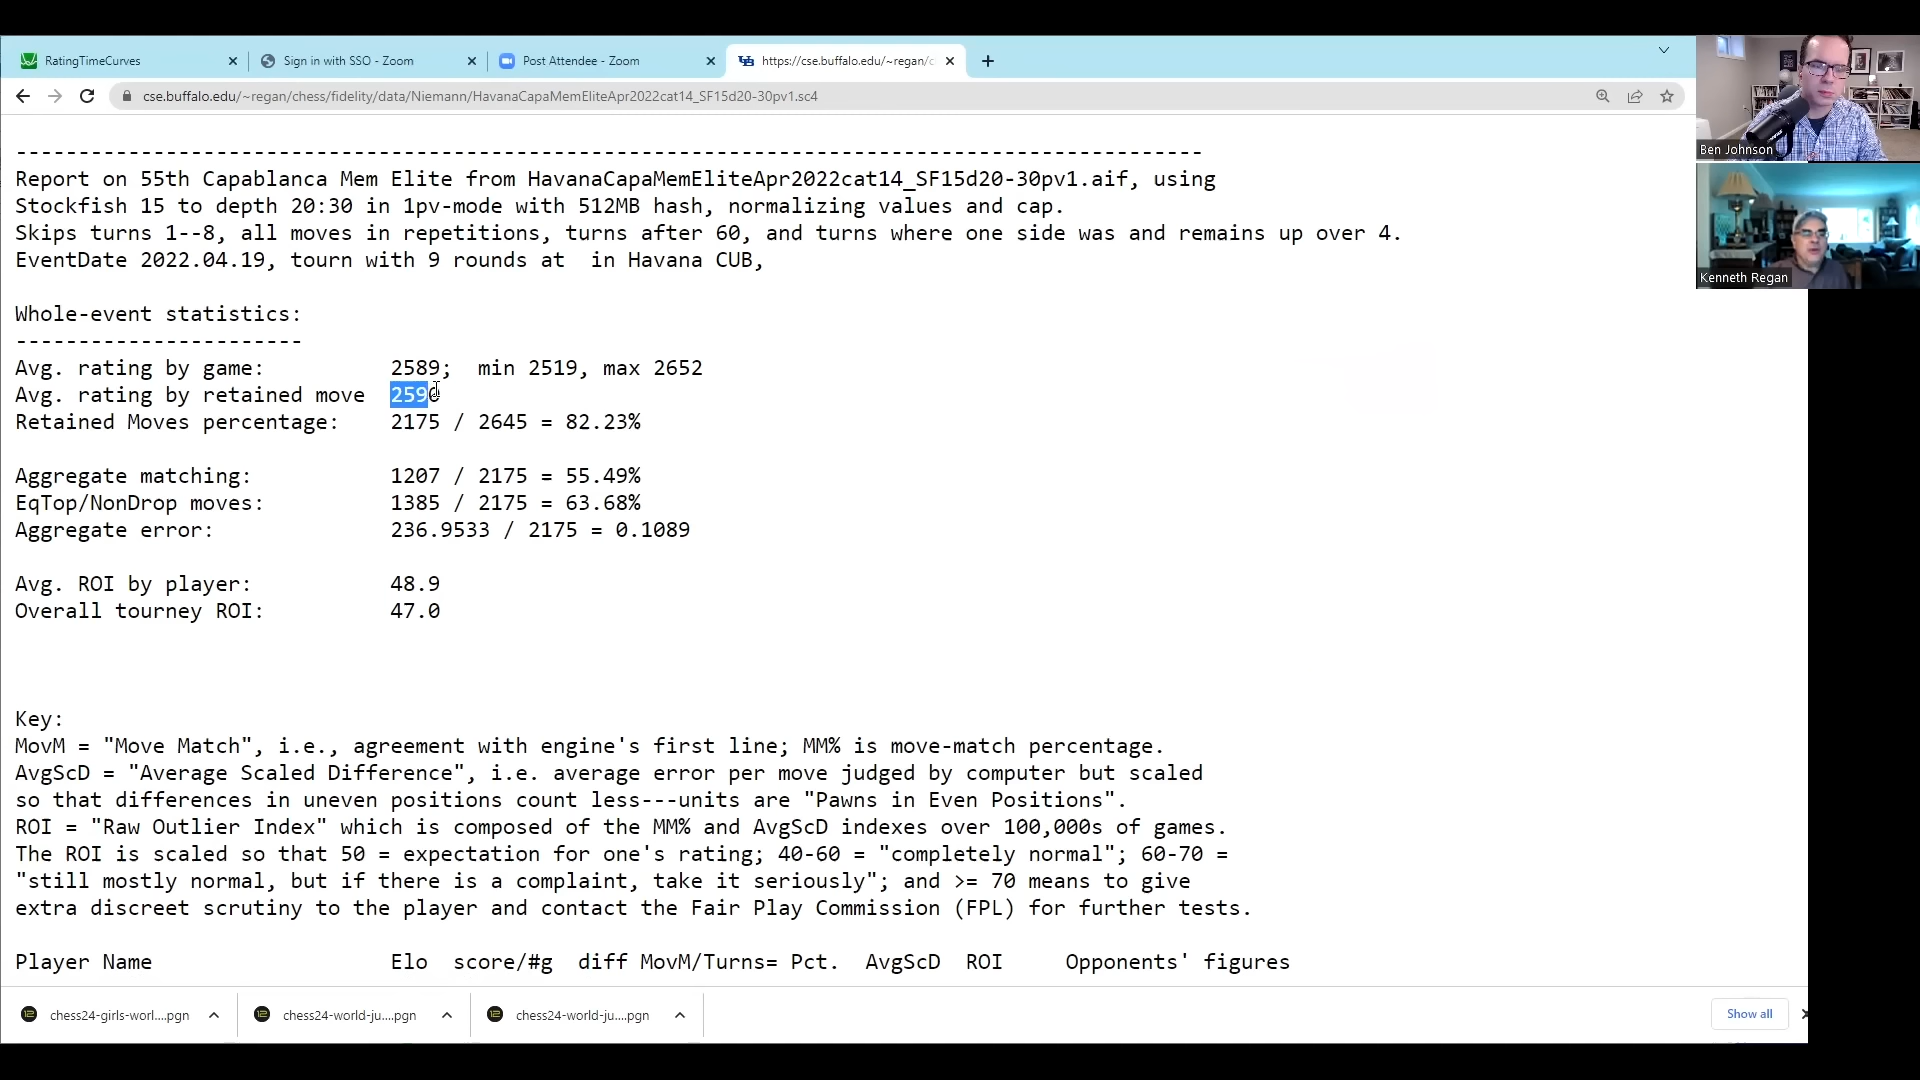 RatingTimeCurves
Sign in with SSO - Zoom
Post Attendee - Zoom
https://cse.buffalo.edu/~regan/c
cse.buffalo.edu/~regan/chess/fidelity/data/Niemann/HavanaCapaMemEliteApr2022cat14_SF15d20-30pv1.sc4
Ben Johnson
Kenneth Regan
-----------------------------------------------------------------------------------------------
Report on 55th Capablanca Mem Elite from HavanaCapaMemEliteApr2022cat14_SF15d20-30pv1.aif, using
Stockfish 15 to depth 20:30 in 1pv-mode with 512MB hash, normalizing values and cap.
Skips turns 1--8, all moves in repetitions, turns after 60, and turns where one side was and remains up over 4.
EventDate 2022.04.19, tourn with 9 rounds at  in Havana CUB,
Whole-event statistics:
-----------------------
Avg. rating by game: 2589; min 2519, max 2652
Avg. rating by retained move 2590
Retained Moves percentage: 2175 / 2645 = 82.23%
Aggregate matching: 1207 / 2175 = 55.49%
EqTop/NonDrop moves: 1385 / 2175 = 63.68%
Aggregate error: 236.9533 / 2175 = 0.1089
Avg. ROI by player: 48.9
Overall tourney ROI: 47.0
Key:
MovM = "Move Match", i.e., agreement with engine's first line; MM% is move-match percentage.
AvgScD = "Average Scaled Difference", i.e. average error per move judged by computer but scaled
so that differences in uneven positions count less---units are "Pawns in Even Positions".
ROI = "Raw Outlier Index" which is composed of the MM% and AvgScD indexes over 100,000s of games.
The ROI is scaled so that 50 = expectation for one's rating; 40-60 = "completely normal"; 60-70 =
"still mostly normal, but if there is a complaint, take it seriously"; and >= 70 means to give
extra discreet scrutiny to the player and contact the Fair Play Commission (FPL) for further tests.
Player Name Elo score/#g diff MovM/Turns= Pct. AvgScD ROI Opponents' figures
chess24-girls-worl....pgn
chess24-world-ju....pgn
chess24-world-ju....pgn
Show all